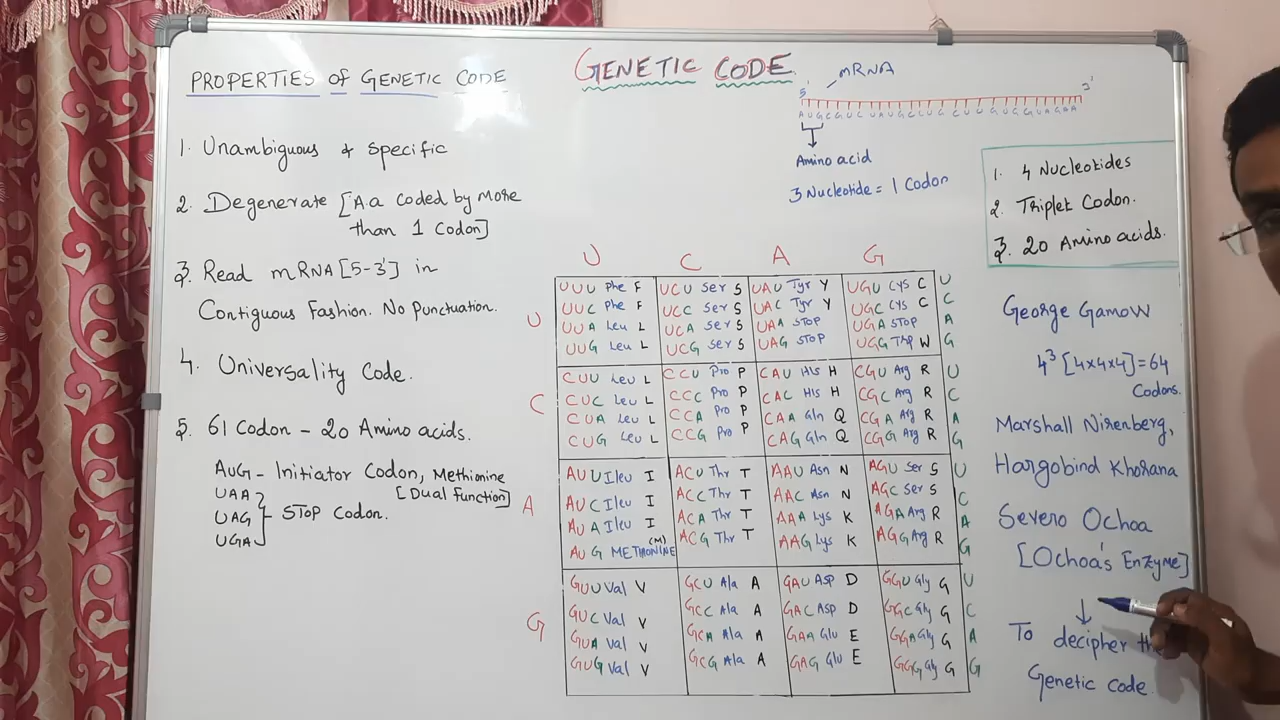 GENETIC CODE
PROPERTIES of GENETIC CODE
1. Unambiguous & Specific
2. Degenerate [A.a coded by more
than 1 Codon]
3. Read mRNA [5-3'] in
Contiguous Fashion. No Punctuation.
4. Universality Code.
5. 61 Codon - 20 Amino acids.
AUG - Initiator Codon, Methionine
[Dual Function]
UAA
UAG } STOP Codon.
UGA
mRNA
5' 3'
Amino acid
3 Nucleotide = 1 Codon
U C A G
U
UUU Phe F UCU Ser S UAU Tyr Y UGU Cys C U
UUC Phe F UCC Ser S UAC Tyr Y UGC Cys C C
UUA Leu L UCA Ser S UAA STOP UGA STOP A
UUG Leu L UCG Ser S UAG STOP UGG W G
C
CUU Leu L CCU Pro P CAU His H CGU Arg R U
CUC Leu L CCC Pro P CAC His H CGC Arg R C
CUA Leu L CCA Pro P CAA Gln Q CGA Arg R A
CUG Leu L CCG Pro P CAG Gln Q CGG Arg R G
A
AUU Ileu I ACU Thr T AAU Asn N AGU Ser S U
AUC Ileu I ACC Thr T AAC Asn N AGC Ser S C
AUA Ileu I ACA Thr T AAA Lys K AGA Arg R A
AUG METHIONINE (M) ACG Thr T AAG Lys K AGG Arg R G
G
GUU Val V GCU Ala A GAU Asp D GGU Gly G U
GUC Val V GCC Ala A GAC Asp D GGC Gly G C
GUA Val V GCA Ala A GAA Glu E GGA Gly G A
GUG Val V GCG Ala A GAG Glu E GGG Gly G G
1. 4 Nucleotides
2. Triplet Codon.
3. 20 Amino acids.
George Gamow
4³ [4x4x4] = 64
Codons.
Marshall Nirenberg,
Hargobind Khorana
Severo Ochoa
[Ochoa's Enzyme]
To decipher
Genetic code.